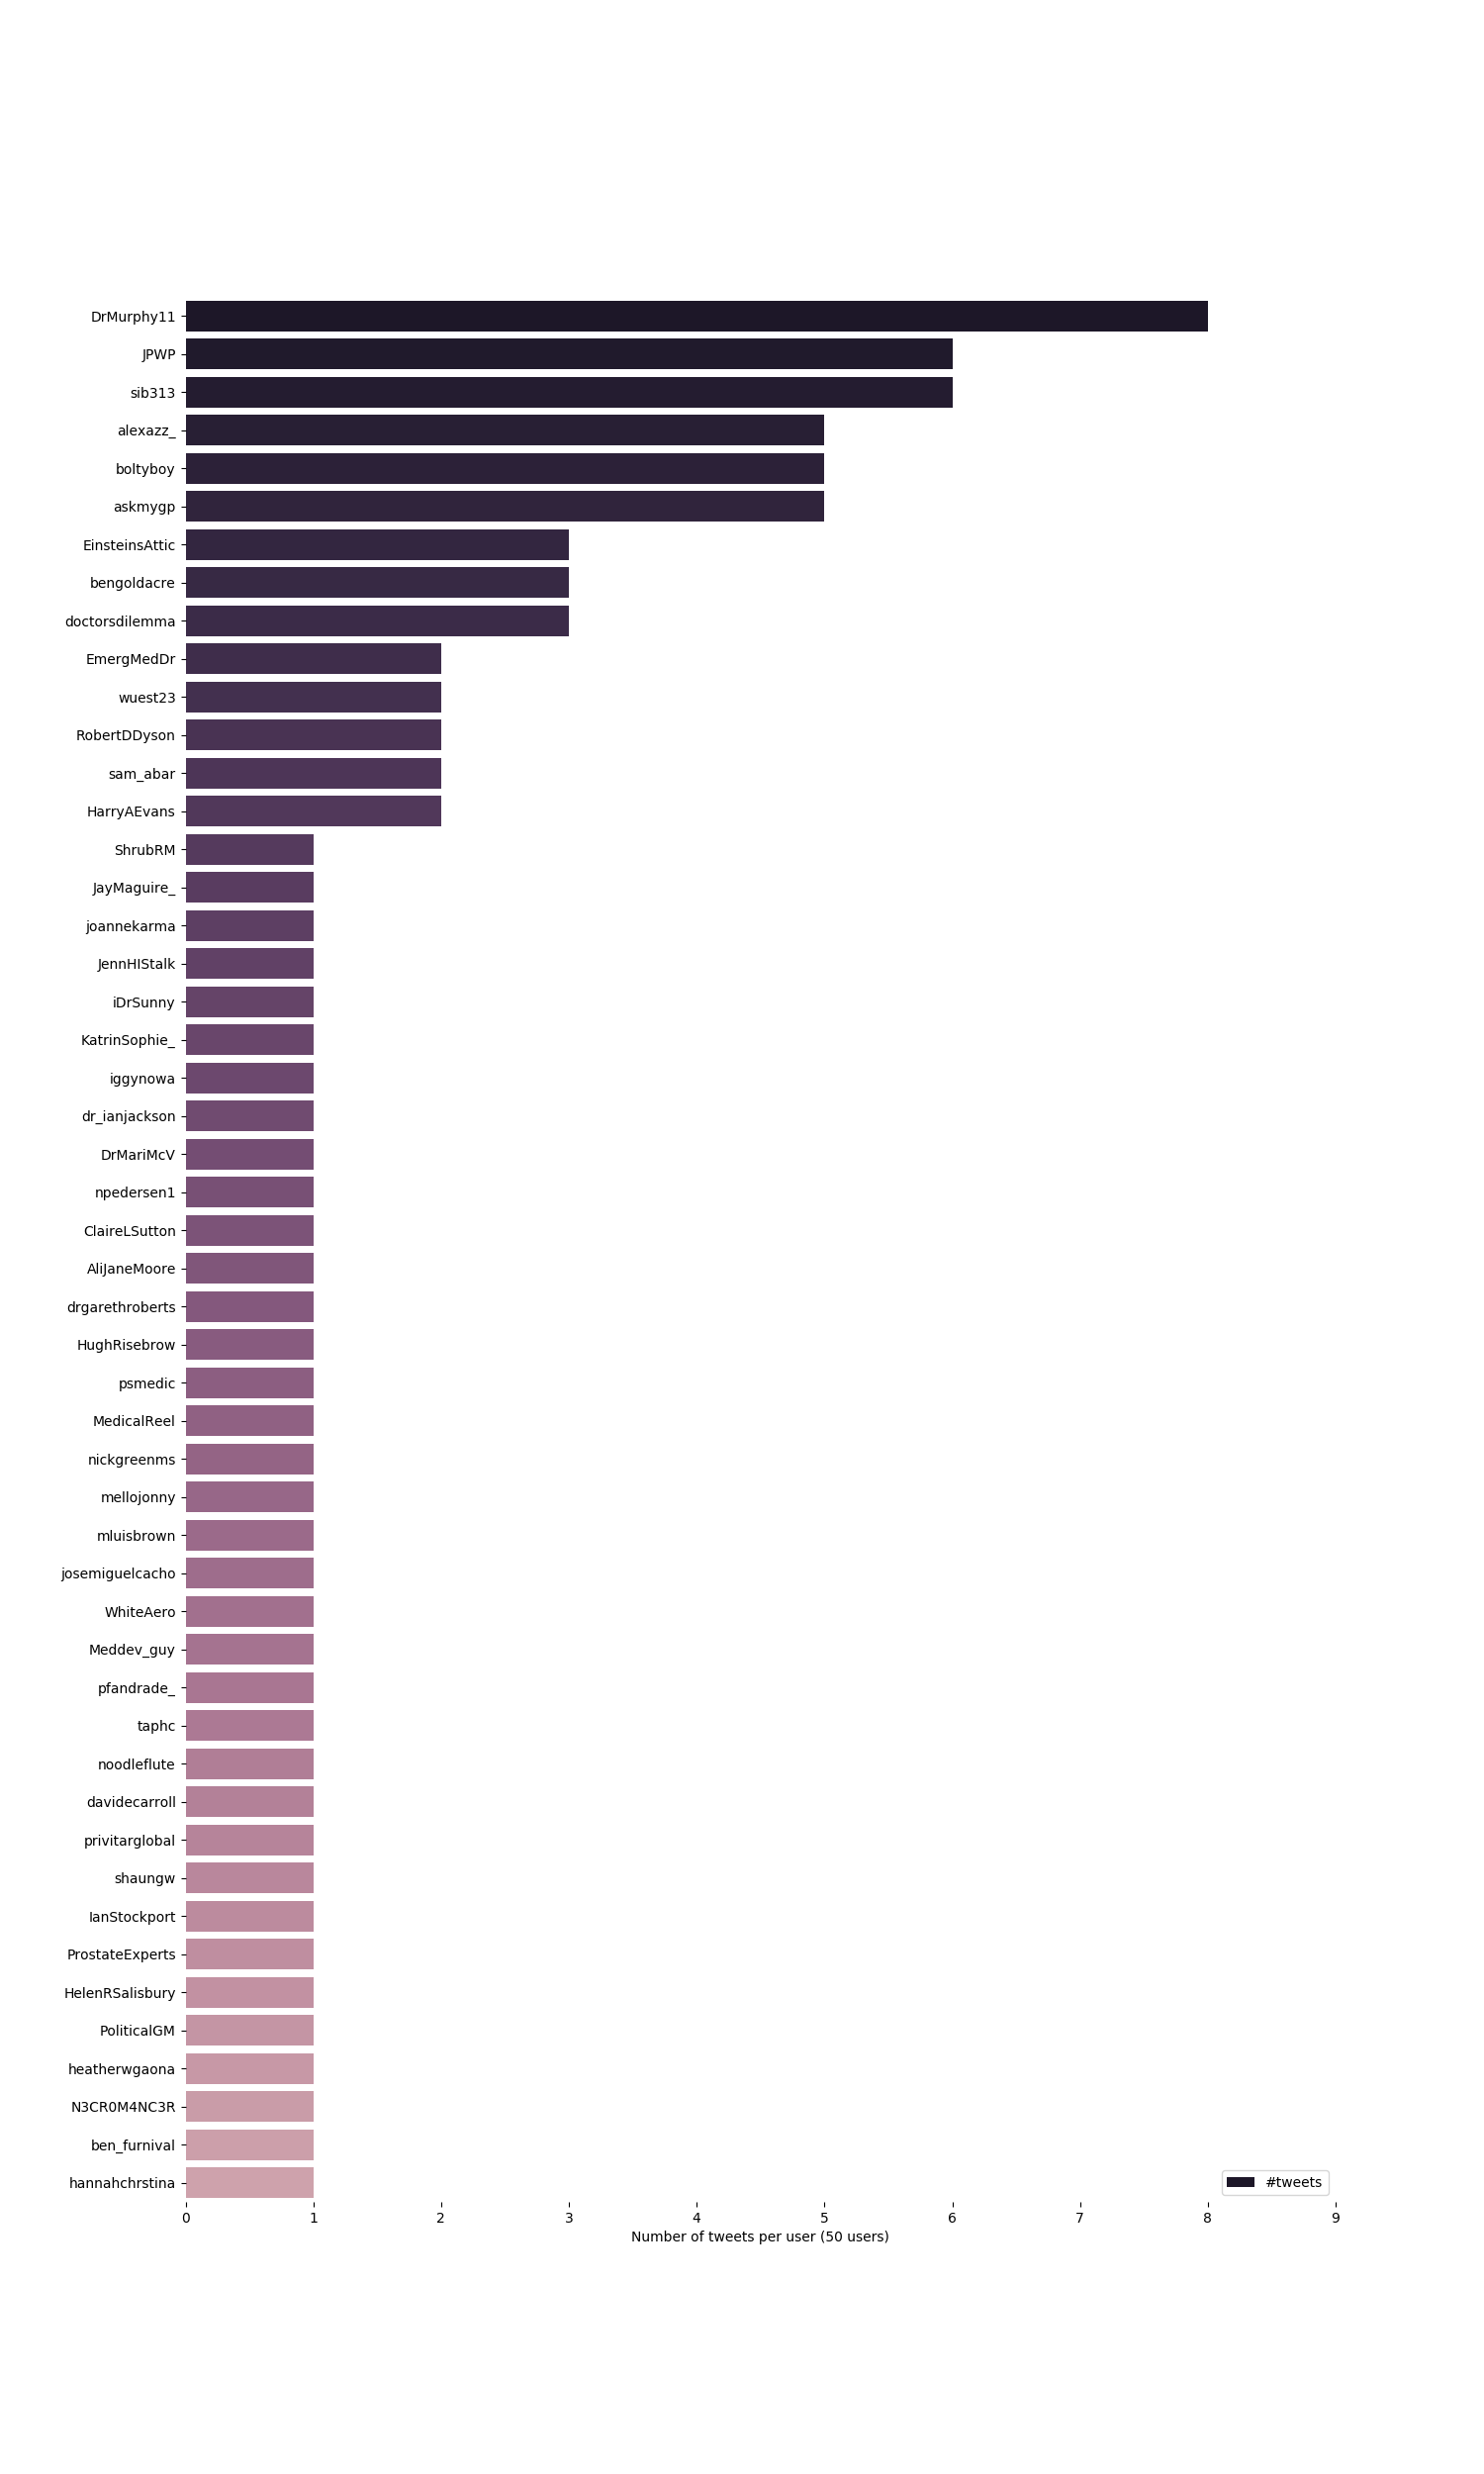 DrMurphy11
JPWP
sib313
alexazz_
boltyboy
askmygp
EinsteinsAttic
bengoldacre
doctorsdilemma
EmergMedDr
wuest23
RobertDDyson
sam_abar
HarryAEvans
ShrubRM
JayMaguire_
joannekarma
JennHIStalk
iDrSunny
KatrinSophie_
iggynowa
dr_ianjackson
DrMariMcV
npedersen1
ClaireLSutton
AliJaneMoore
drgarethroberts
HughRisebrow
psmedic
MedicalReel
nickgreenms
mellojonny
mluisbrown
josemiguelcacho
WhiteAero
Meddev_guy
pfandrade_
taphc
noodleflute
davidecarroll
privitarglobal
shaungw
IanStockport
ProstateExperts
HelenRSalisbury
PoliticalGM
heatherwgaona
N3CR0M4NC3R
ben_furnival
hannahchrstina
#tweets
0 1 2 3 4 5 6 7 8 9
Number of tweets per user (50 users)